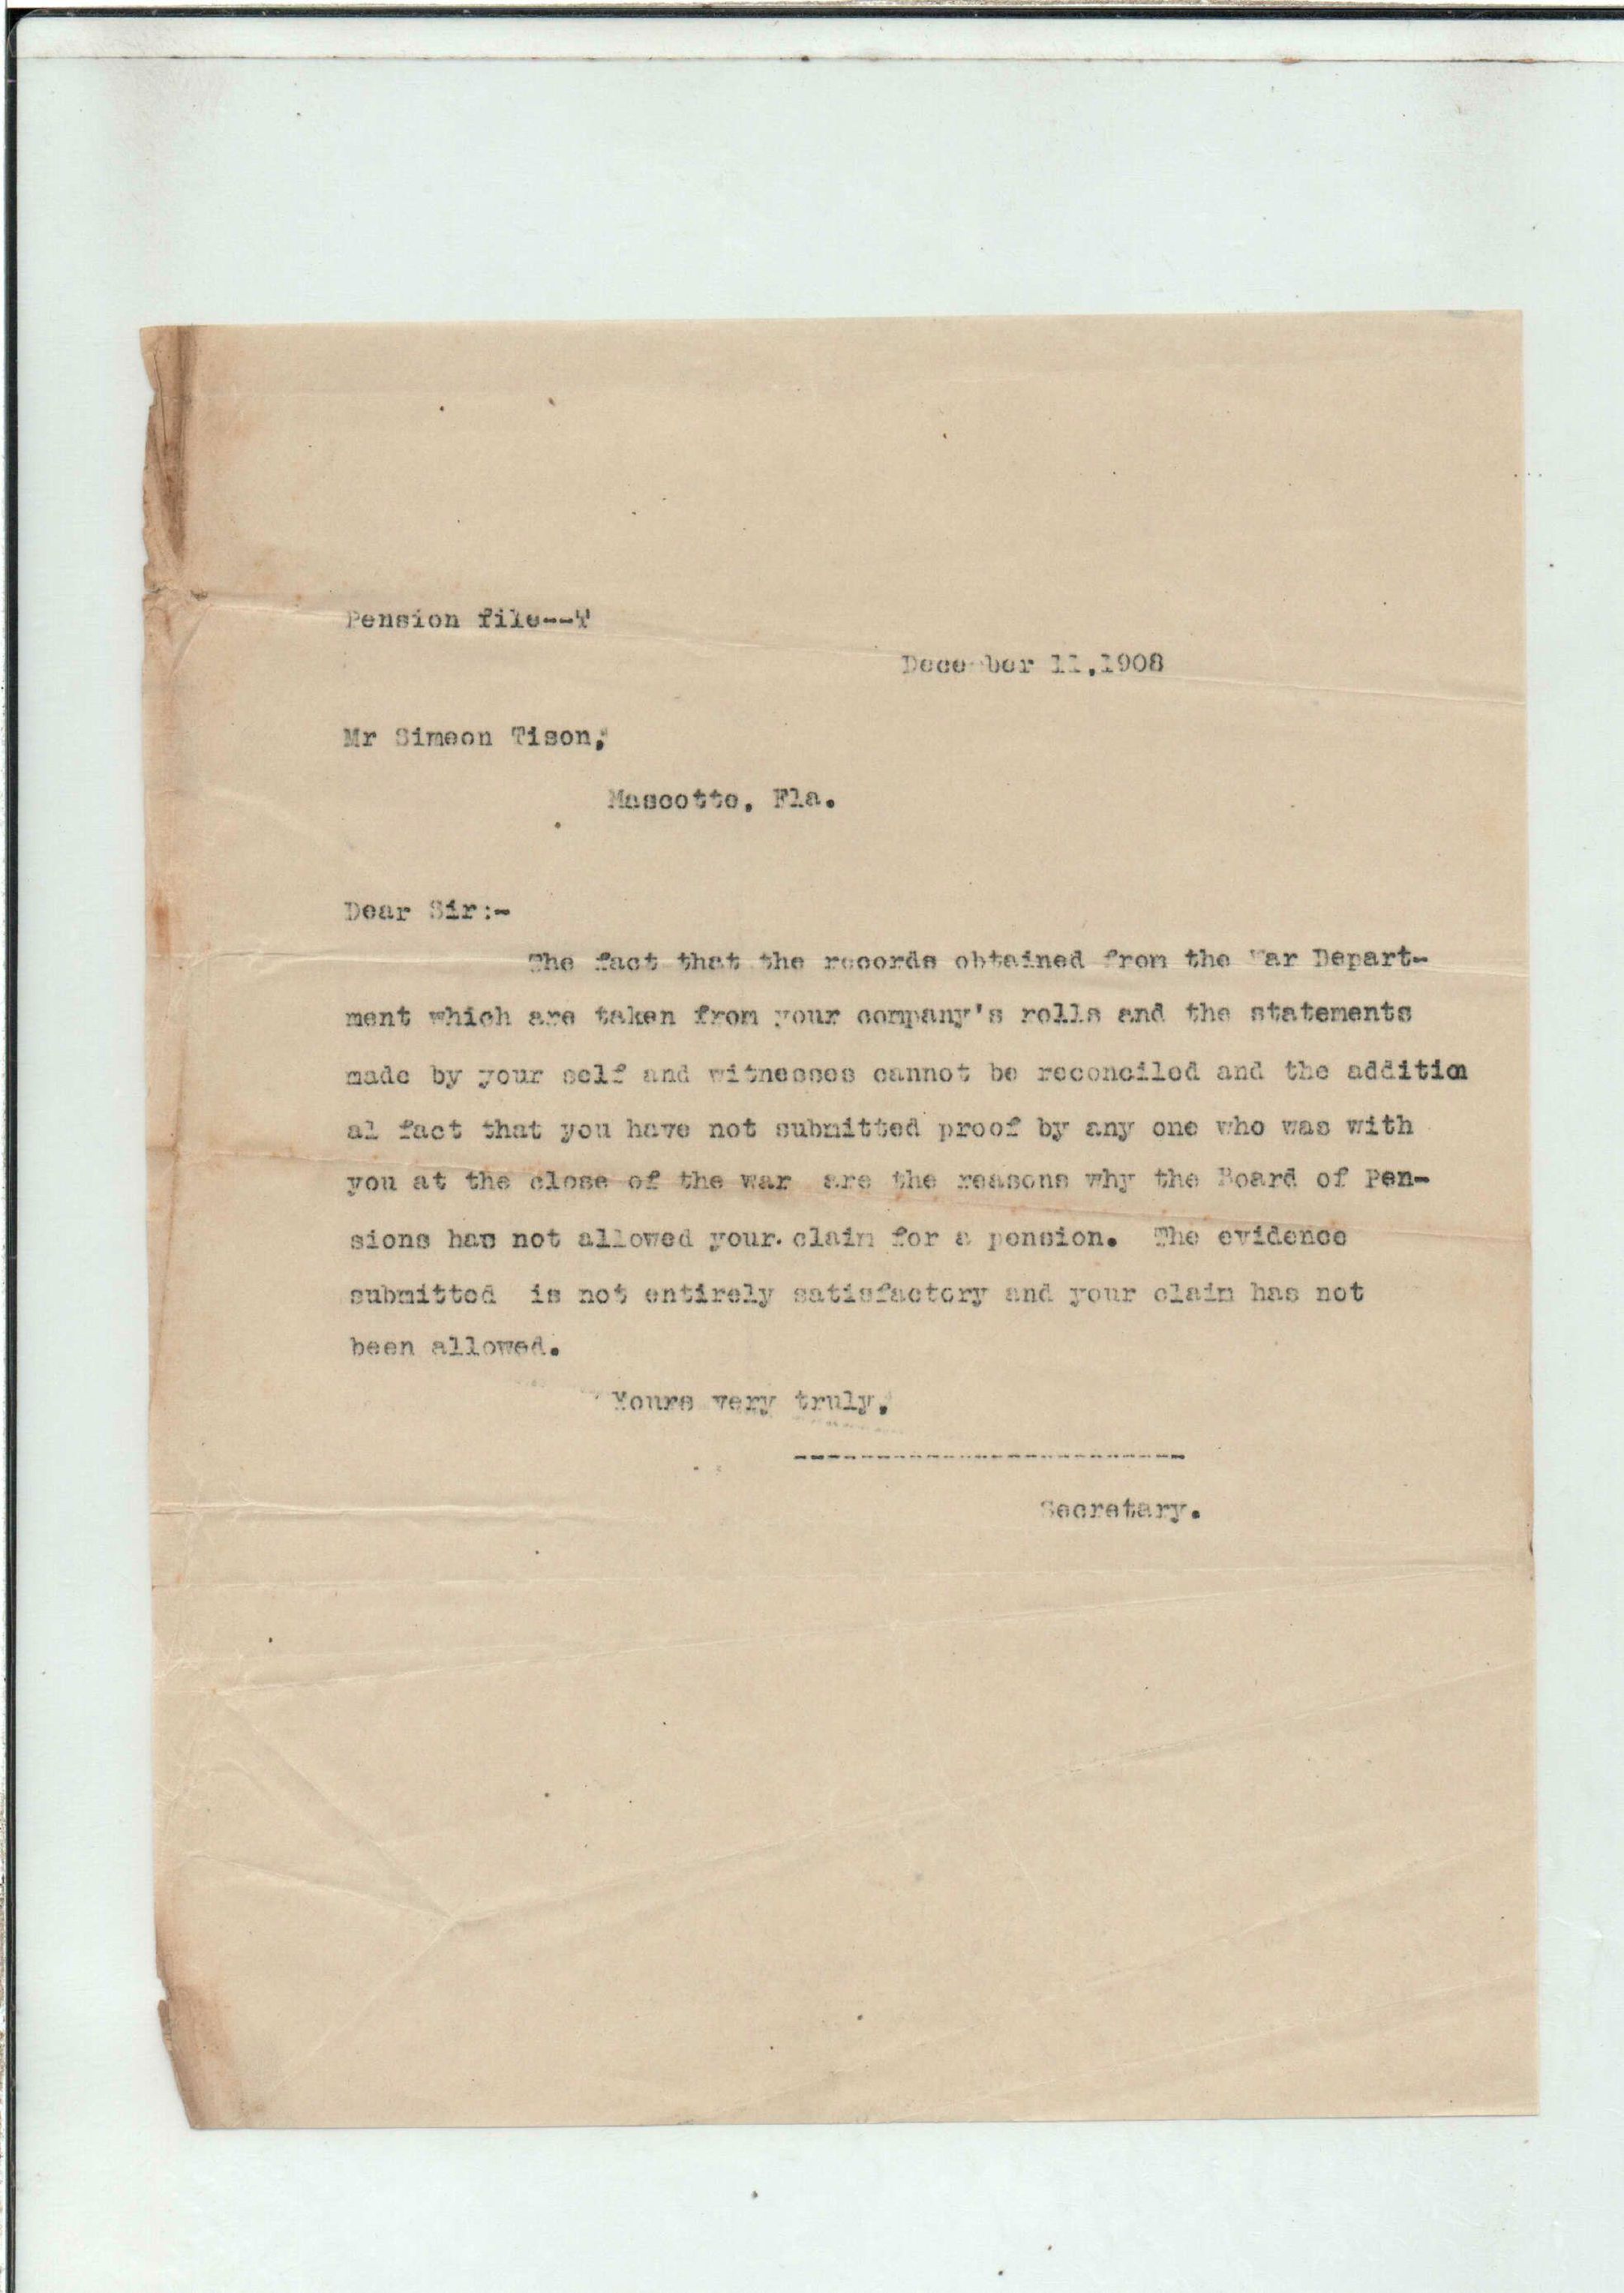 Pension file--T
December 11,1908
Mr Simeon Tison,
Mascotte, Fla.
Dear Sir:-
The fact that the records obtained from the War Depart-
ment which are taken from your company's rolls and the statements
made by your self and witnesses cannot be reconciled and the addition
al fact that you have not submitted proof by any one who was with
you at the close of the war are the reasons why the Board of Pen-
sions has not allowed your claim for a pension. The evidence
submitted is not entirely satisfactory and your claim has not
been allowed.
Yours very truly,
------------------------
Secretary.